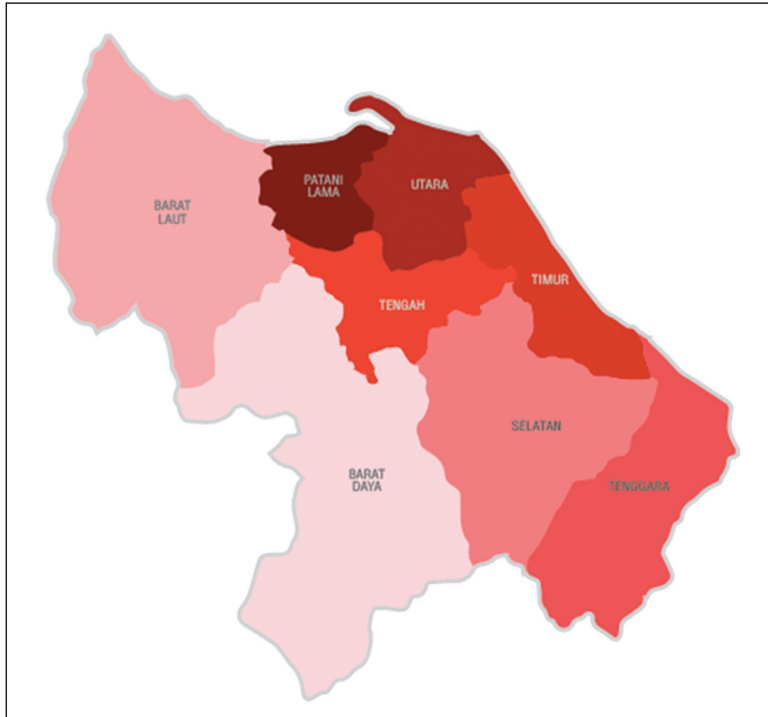 PATANI
LAMA
UTARA
BARAT
LAUT
TIMUR
TENGAH
SELATAN
BARAT
DAYA
TENGGARA